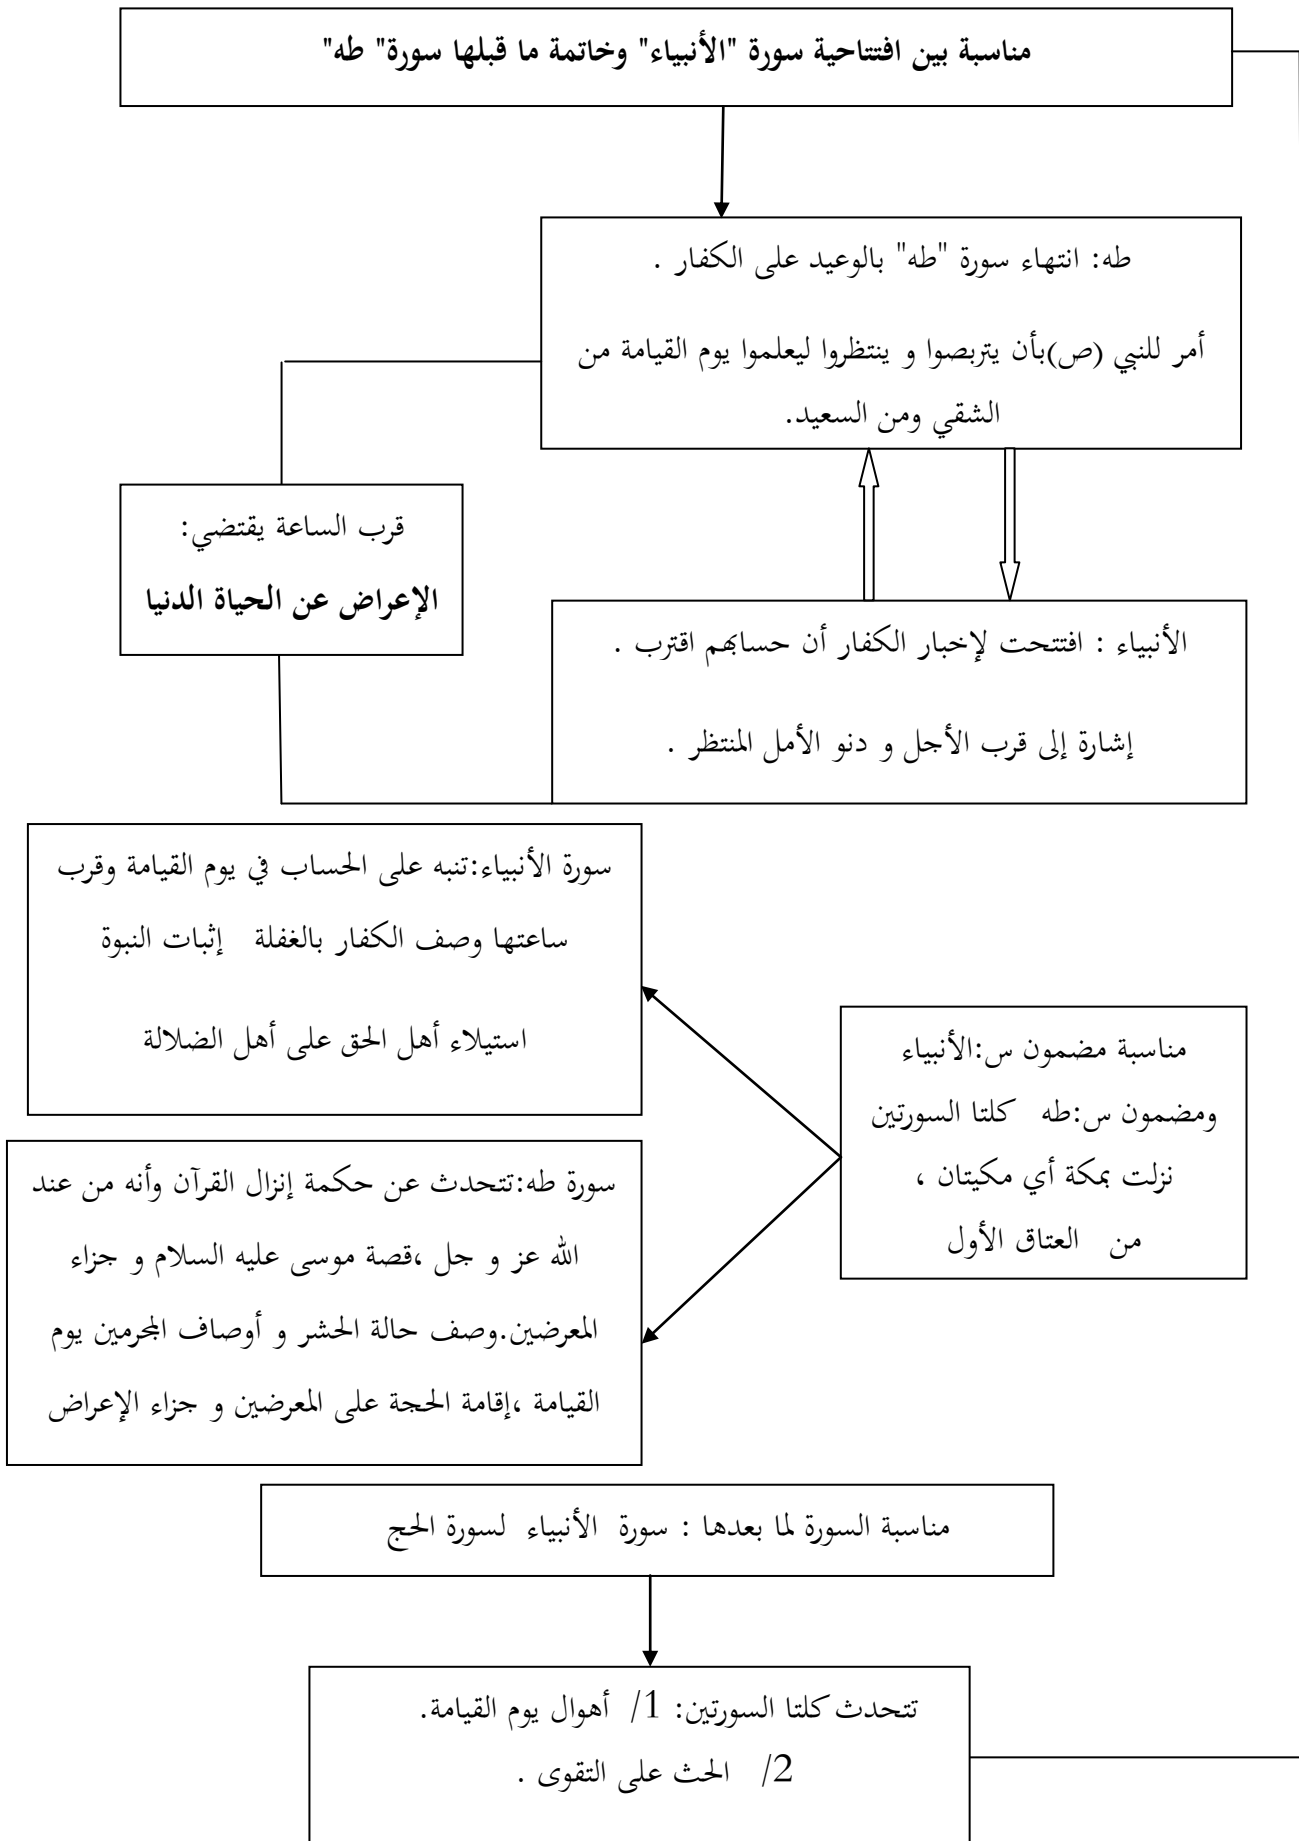 مناسبة بين افتتاحية سورة "الأنبياء" وخاتمة ما قبلها سورة" طه"
طه: انتهاء سورة "طه" بالوعيد على الكفار .
أمر للنبي (ص)بأن يتربصوا و ينتظروا ليعلموا يوم القيامة من
الشقي ومن السعيد.
قرب الساعة يقتضي:
الإعراض عن الحياة الدنيا
الأنبياء : افتتحت لإخبار الكفار أن حسابهم اقترب .
إشارة إلى قرب الأجل و دنو الأمل المنتظر .
سورة الأنبياء:تنبه على الحساب في يوم القيامة وقرب
ساعتها وصف الكفار بالغفلة إثبات النبوة
استيلاء أهل الحق على أهل الضلالة
مناسبة مضمون س:الأنبياء
ومضمون س:طه كلتا السورتين
نزلت بمكة أي مكيتان ،
من العتاق الأول
سورة طه:تتحدث عن حكمة إنزال القرآن وأنه من عند
الله عز و جل ،قصة موسى عليه السلام و جزاء
المعرضين.وصف حالة الحشر و أوصاف المجرمين يوم
القيامة ،إقامة الحجة على المعرضين و جزاء الإعراض
مناسبة السورة لما بعدها : سورة الأنبياء لسورة الحج
تتحدث كلتا السورتين: 1/ أهوال يوم القيامة.
2/ الحث على التقوى .